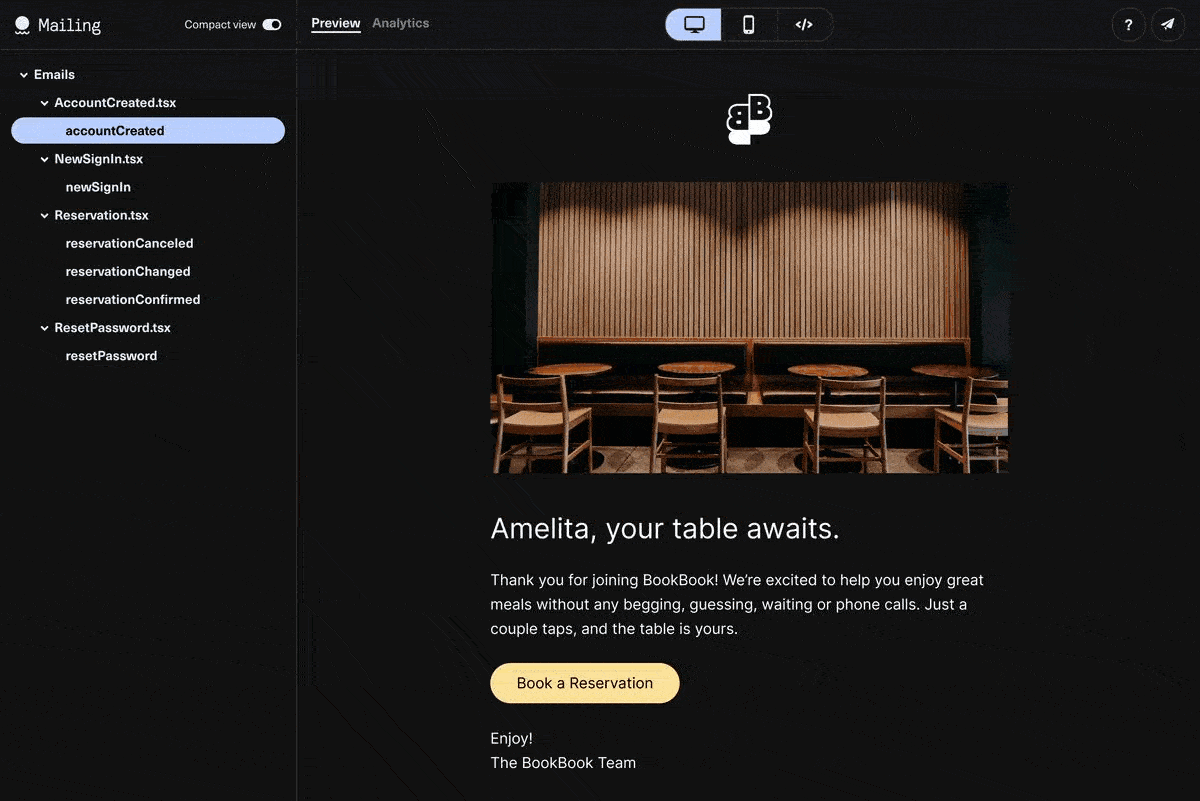 Mailing
Compact view
Preview Analytics
</>
?
Emails
AccountCreated.tsx
accountCreated
NewSignIn.tsx
newSignIn
Reservation.tsx
reservationCanceled
reservationChanged
reservationConfirmed
ResetPassword.tsx
resetPassword
BB
Amelita, your table awaits.
Thank you for joining BookBook! We’re excited to help you enjoy great
meals without any begging, guessing, waiting or phone calls. Just a
couple taps, and the table is yours.
Book a Reservation
Enjoy!
The BookBook Team